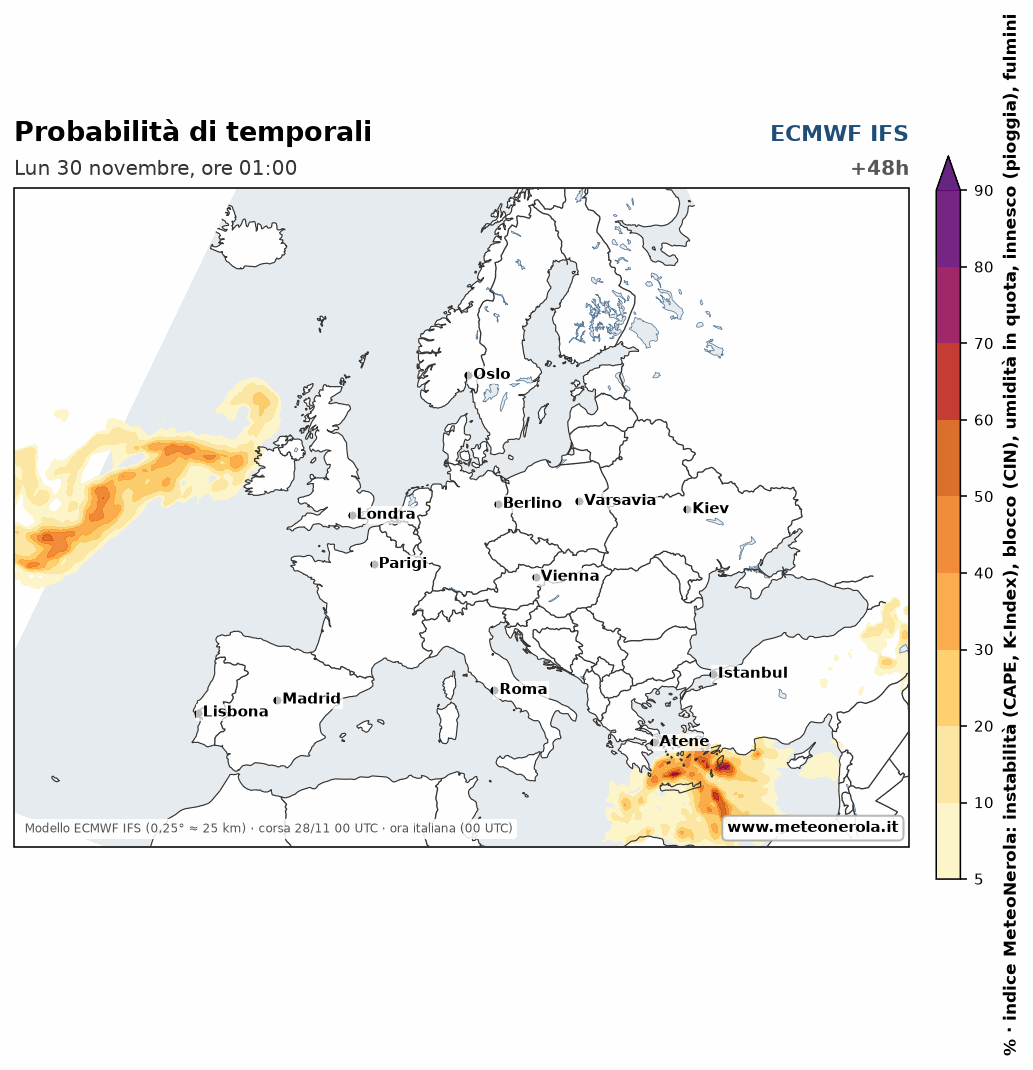 Probabilità di temporali
ECMWF IFS
Lun 30 novembre, ore 01:00
+48h
Oslo
Londra
Berlino
Varsavia
Kiev
Parigi
Vienna
Istanbul
Roma
Madrid
Lisbona
Atene
Modello ECMWF IFS (0,25° ≈ 25 km) · corsa 28/11 00 UTC · ora italiana (00 UTC)
www.meteonerola.it
90
80
70
60
50
40
30
20
10
5
% · indice MeteoNerola: instabilità (CAPE, K-Index), blocco (CIN), umidità in quota, innesco (pioggia), fulmini